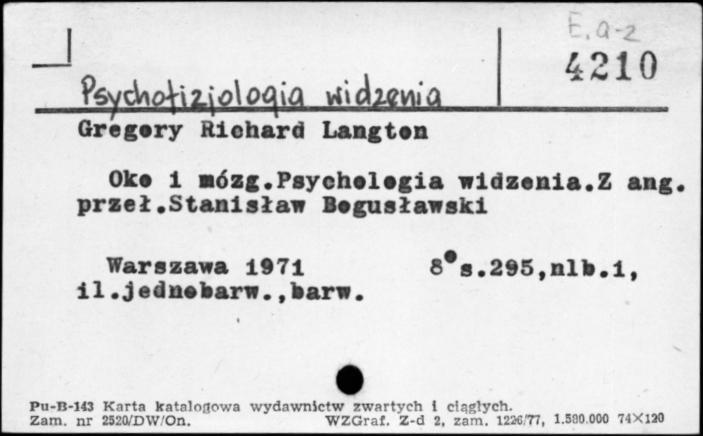 E. a-z
4210
Psychofizjologia widzenia
Gregory Richard Langton
Oko i mózg.Psychologia widzenia.Z ang.
przeł.Stanisław Bogusławski
Warszawa 1971 8° s.295,nlb.1,
il.jednobarw.,barw.
Pu-B-143 Karta katalogowa wydawnictw zwartych i ciągłych.
Zam. nr 2520/DW/On. WZGraf. Z-d 2, zam. 1226/77, 1.580.000 74×120